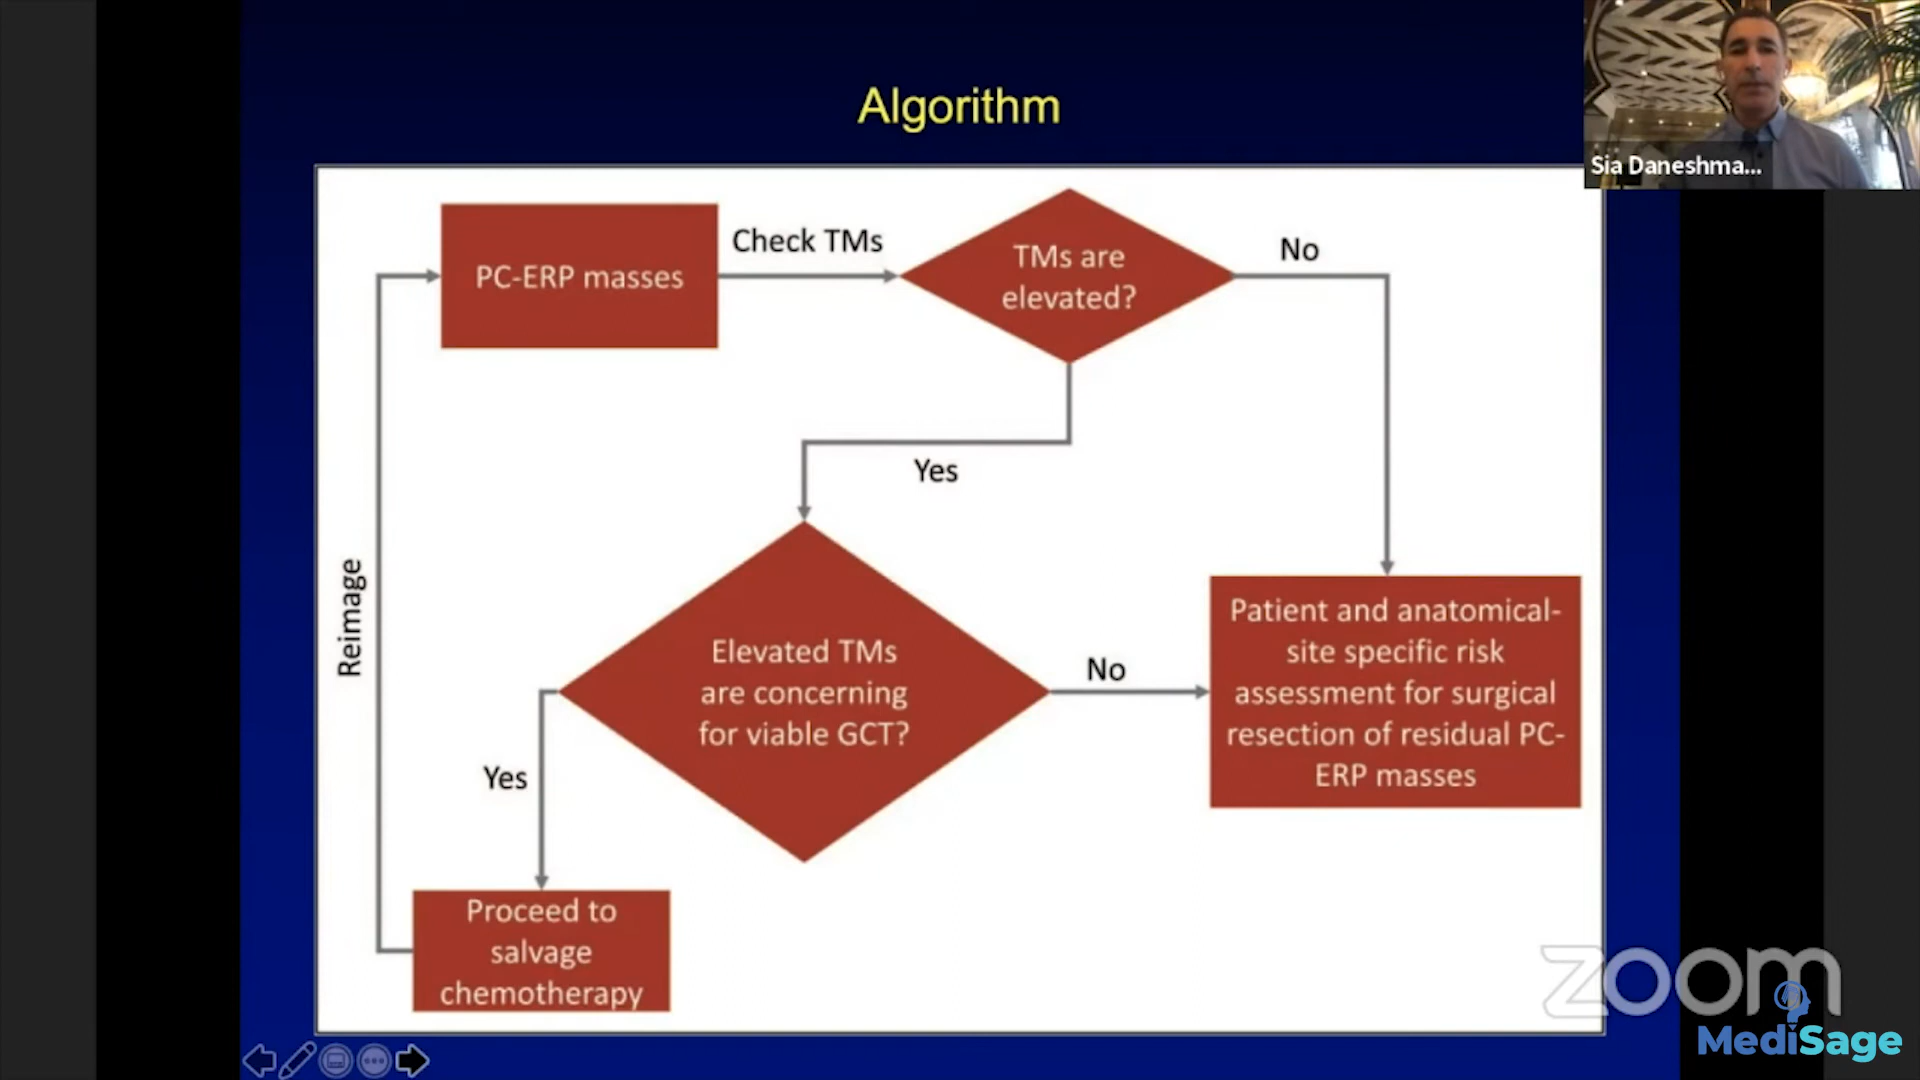 Algorithm
Sia Daneshma...
PC-ERP masses
Check TMs
TMs are
elevated?
No
Yes
Reimage
Elevated TMs
are concerning
for viable GCT?
No
Patient and anatomical-
site specific risk
assessment for surgical
resection of residual PC-
ERP masses
Yes
Proceed to
salvage
chemotherapy
zoom
MediSage